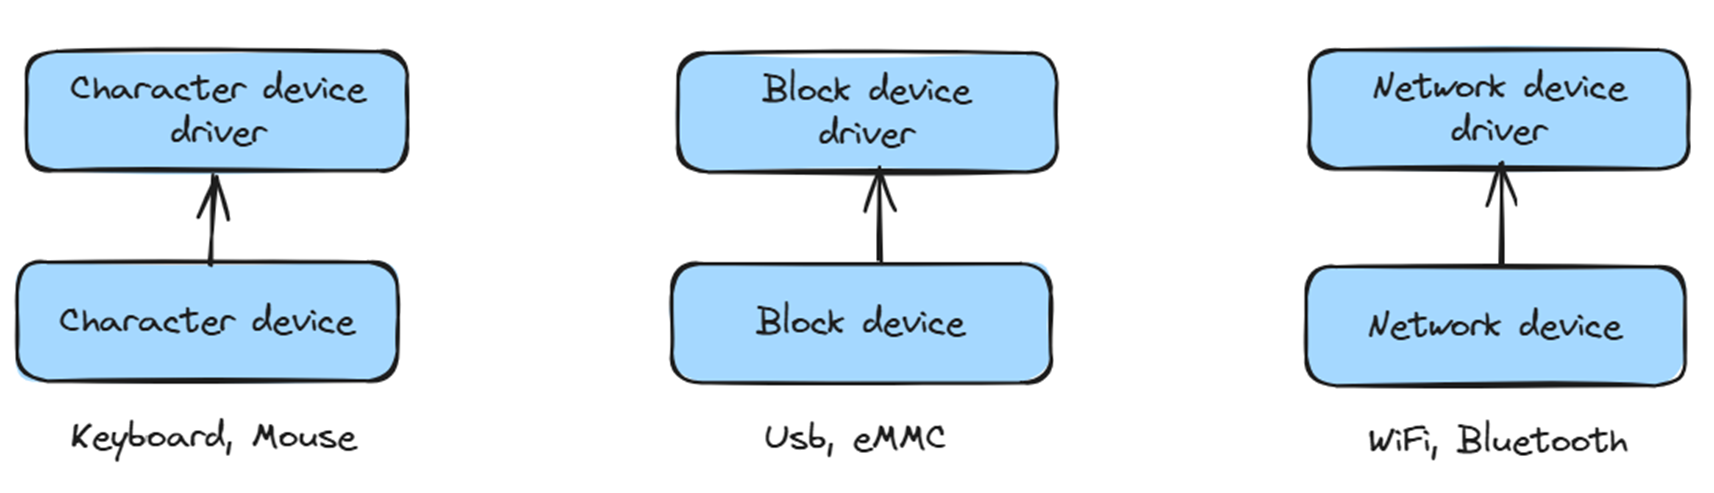 Character device
driver
Block device
driver
Network device
driver
Character device
Block device
Network device
Keyboard, Mouse
Usb, eMMC
WiFi, Bluetooth